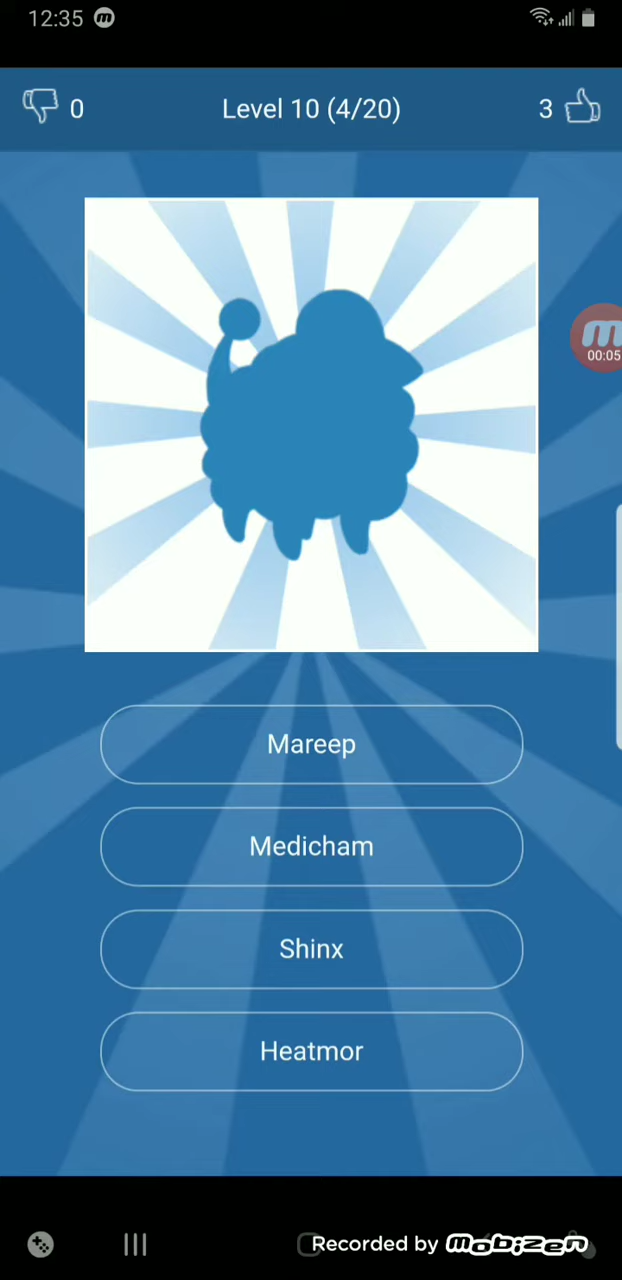 12:35
0
Level 10 (4/20)
3
00:05
Mareep
Medicham
Shinx
Heatmor
Recorded by mobizen